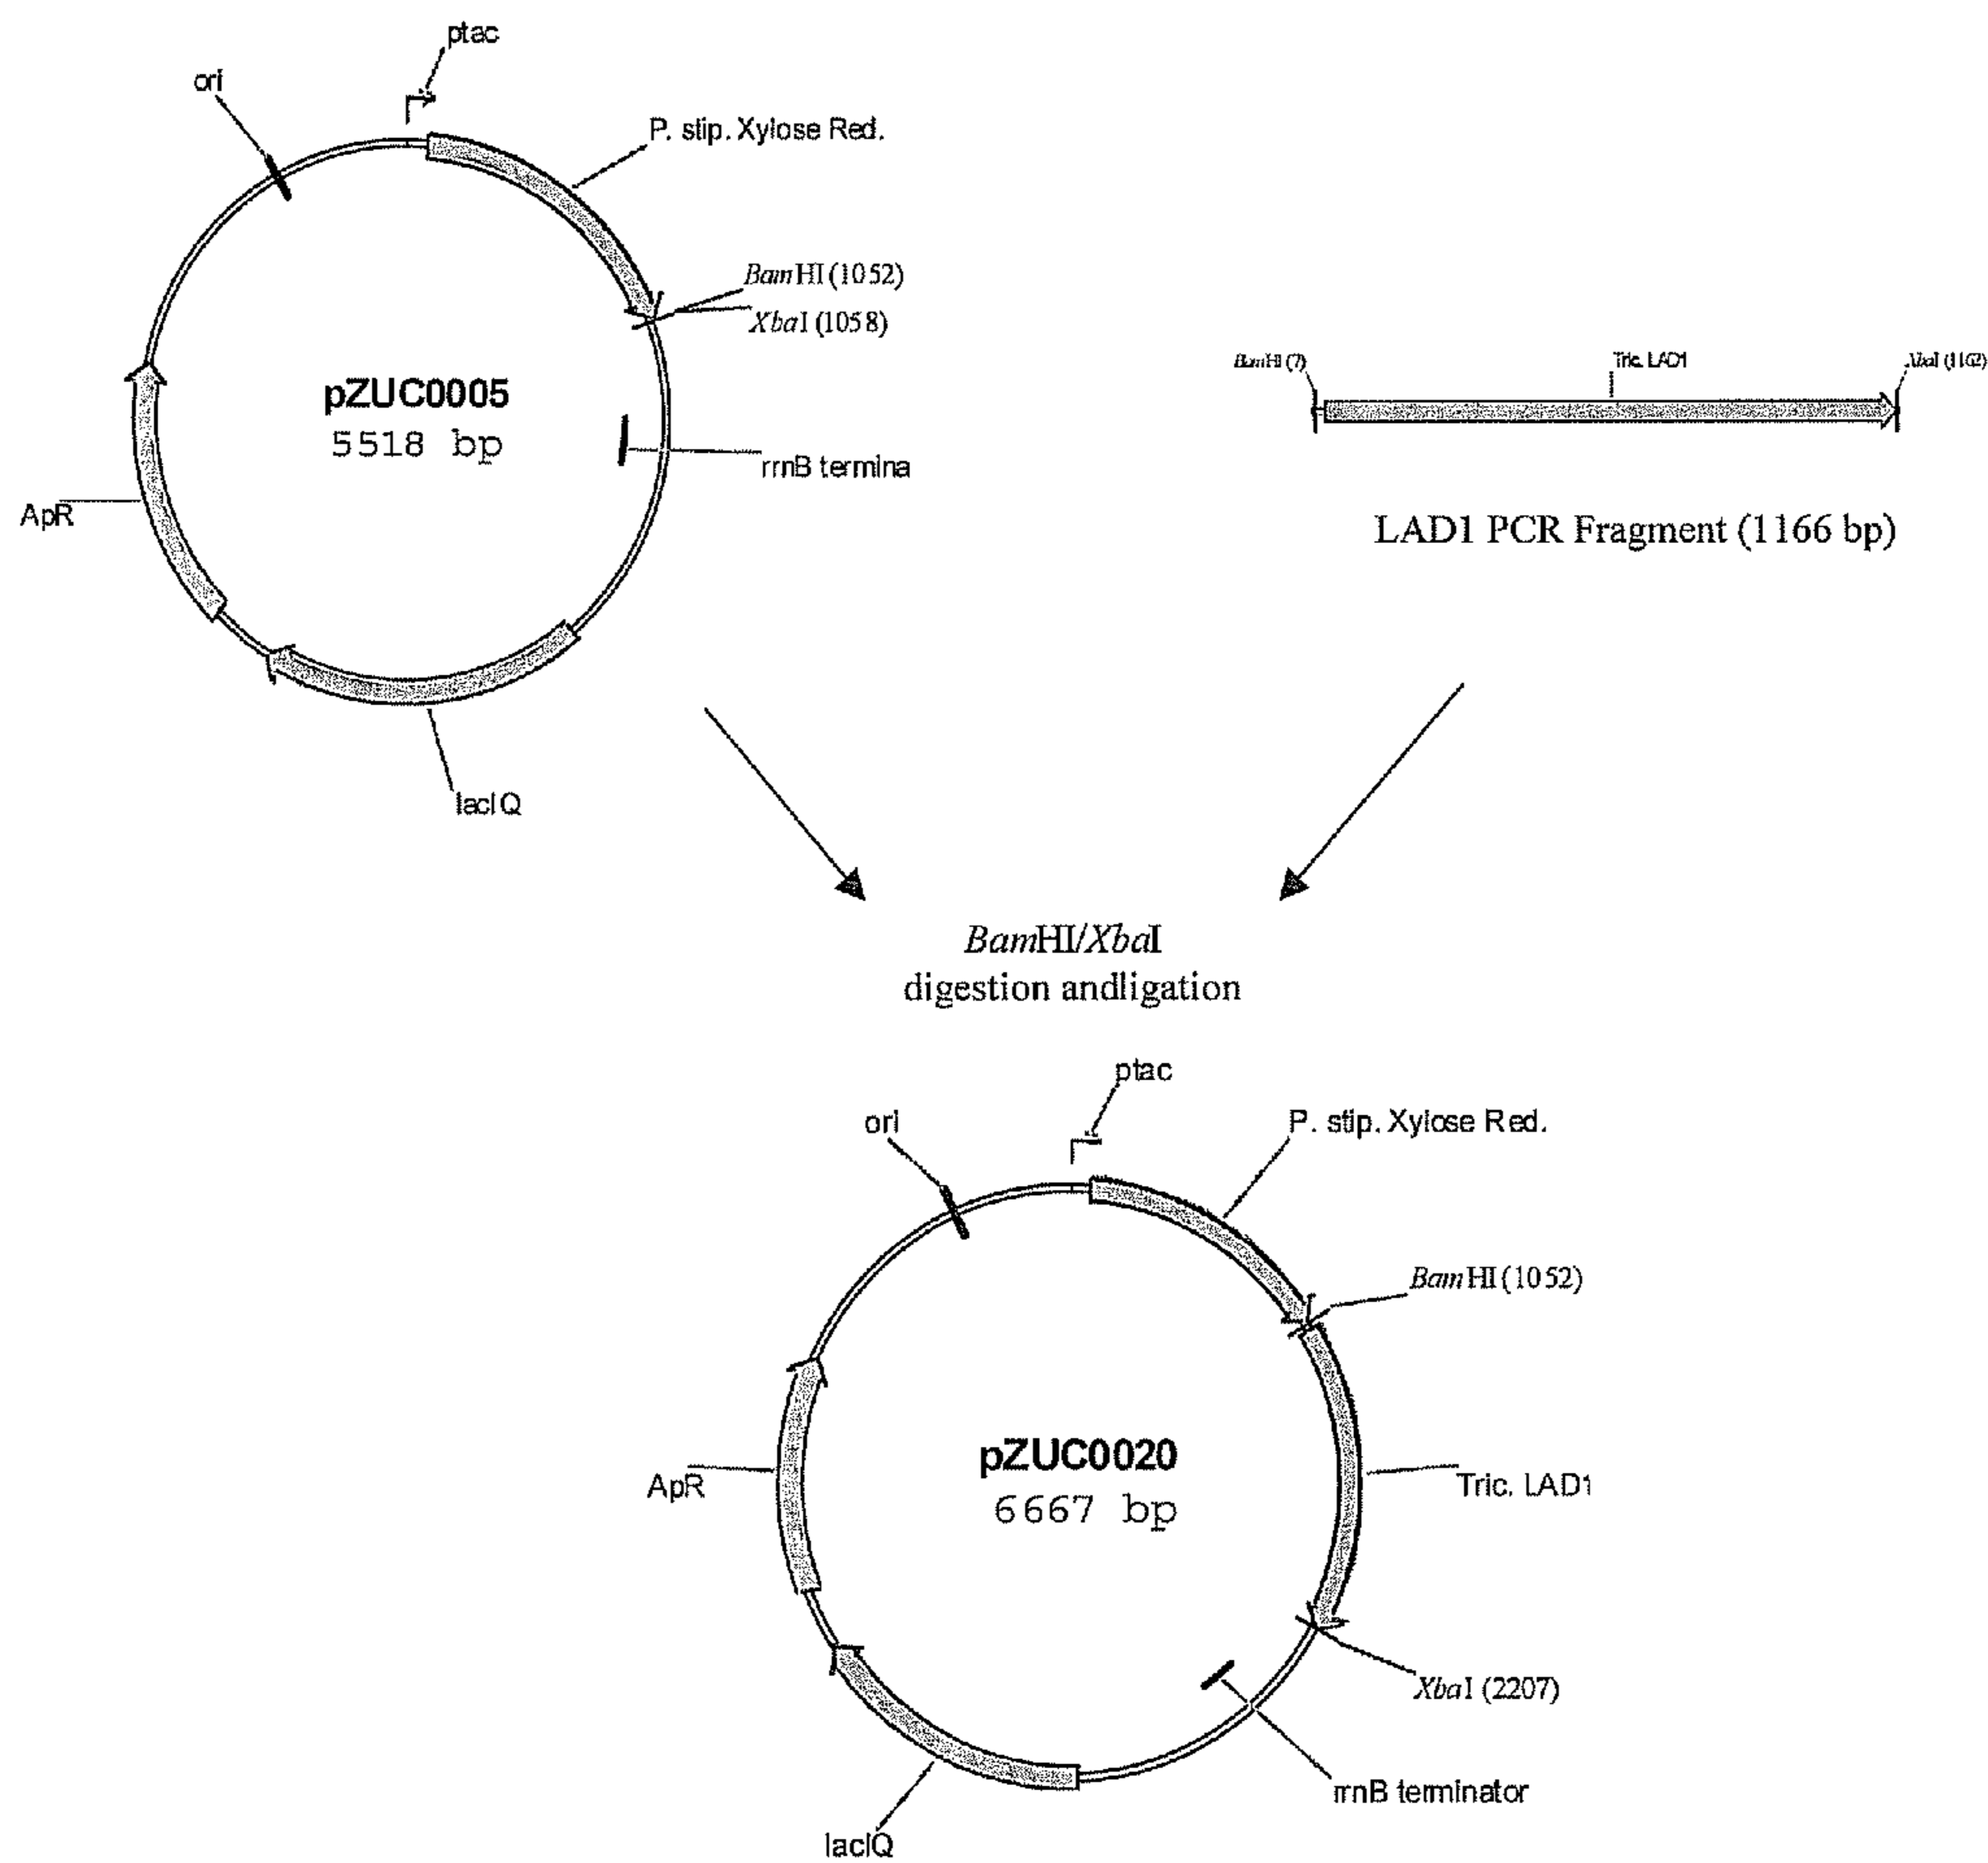 ptac
ori
P. stip. Xylose Red.
BamHI (1052)
XbaI (1058)
pZUC0005
5518 bp
rrnB termina
ApR
lacIQ
BamHI (7)
Tric. LAD1
XbaI (1162)
LAD1 PCR Fragment (1166 bp)
BamHI/XbaI
digestion andligation
ptac
ori
P. stip. Xylose Red.
BamHI (1052)
pZUC0020
6667 bp
ApR
Tric. LAD1
XbaI (2207)
rrnB terminator
lacIQ